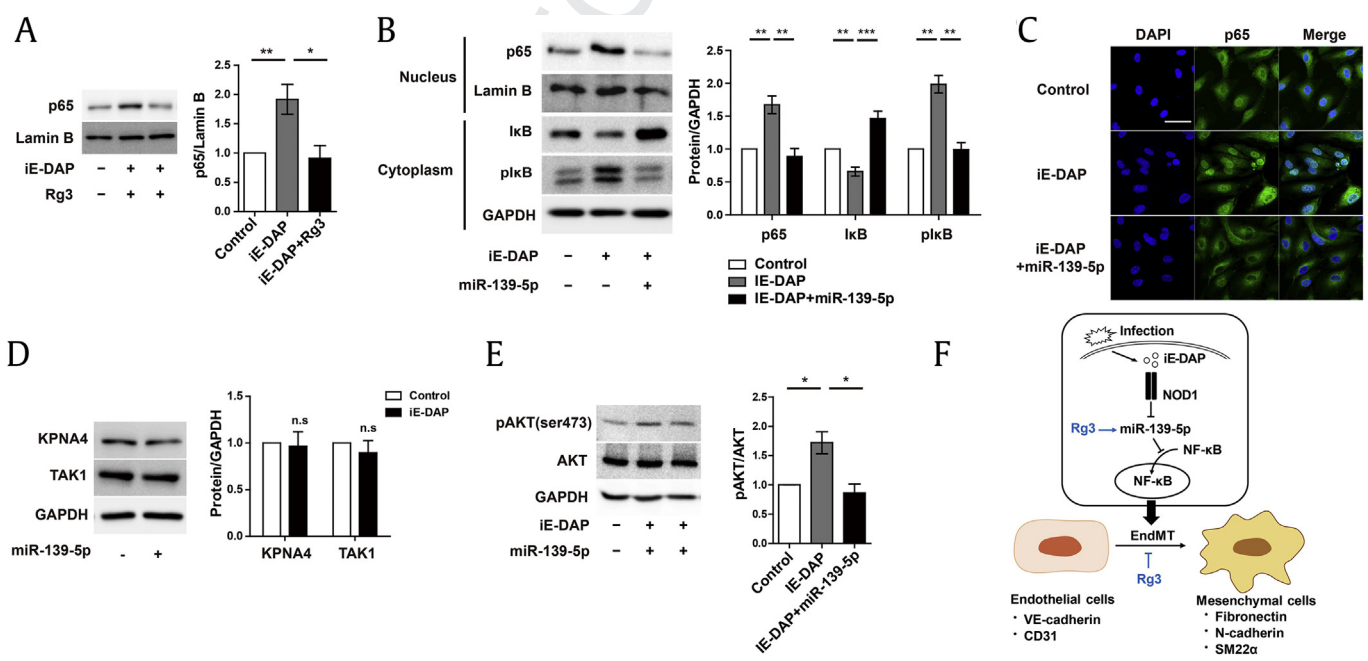 A
p65
Lamin B
iE-DAP
– + +
Rg3
– + +
p65/Lamin B
2.5
2.0
1.5
1.0
0.5
0.0
** *
Control
iE-DAP
iE-DAP+Rg3
B
Nucleus
Cytoplasm
p65
Lamin B
IκB
pIκB
GAPDH
iE-DAP – + +
miR-139-5p – – +
Protein/GAPDH
2.5
2.0
1.5
1.0
0.5
0.0
** ** ** *** ** **
p65 IκB pIκB
Control
IE-DAP
IE-DAP+miR-139-5p
C
DAPI p65 Merge
Control
iE-DAP
iE-DAP
+miR-139-5p
D
KPNA4
TAK1
GAPDH
miR-139-5p - +
Protein/GAPDH
1.5
1.0
0.5
0.0
n.s n.s
KPNA4 TAK1
Control
iE-DAP
E
pAKT(ser473)
AKT
GAPDH
iE-DAP – + +
miR-139-5p – + +
pAKT/AKT
2.5
2.0
1.5
1.0
0.5
0.0
* *
Control
IE-DAP
IE-DAP+miR-139-5p
F
Infection
iE-DAP
NOD1
Rg3
miR-139-5p
NF-κB
NF-κB
EndMT
Rg3
Endothelial cells
· VE-cadherin
· CD31
Mesenchymal cells
· Fibronectin
· N-cadherin
· SM22α